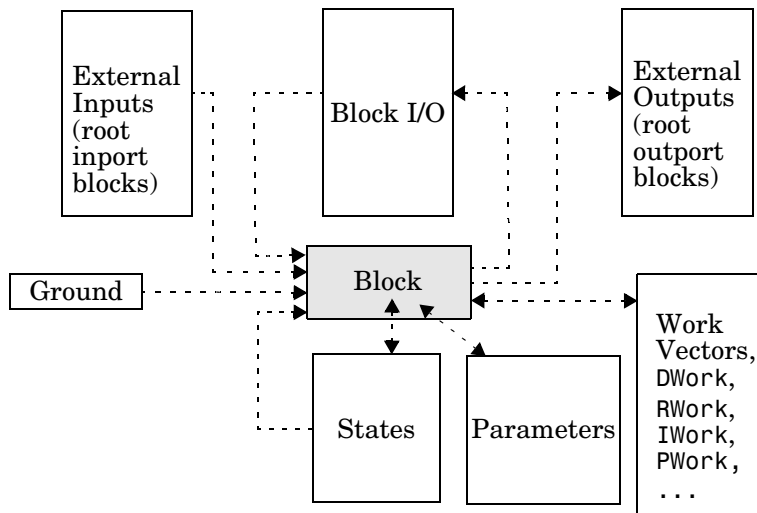 External
Inputs
(root
inport
blocks)
Block I/O
External
Outputs
(root
outport
blocks)
Ground
Block
States
Parameters
Work
Vectors,
DWork,
RWork,
IWork,
PWork,
...